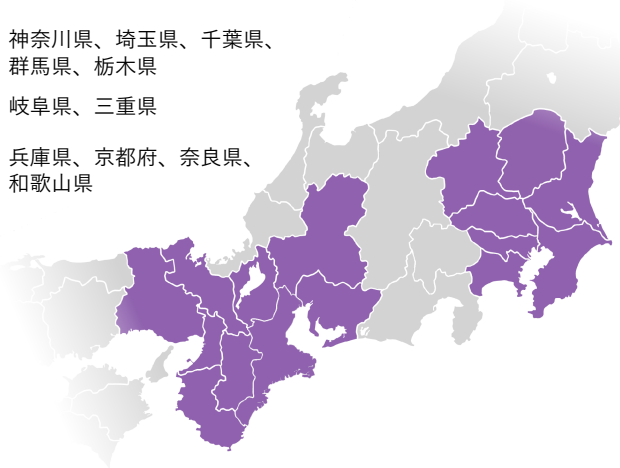 神奈川県、埼玉県、千葉県、
群馬県、栃木県
岐阜県、三重県
兵庫県、京都府、奈良県、
和歌山県